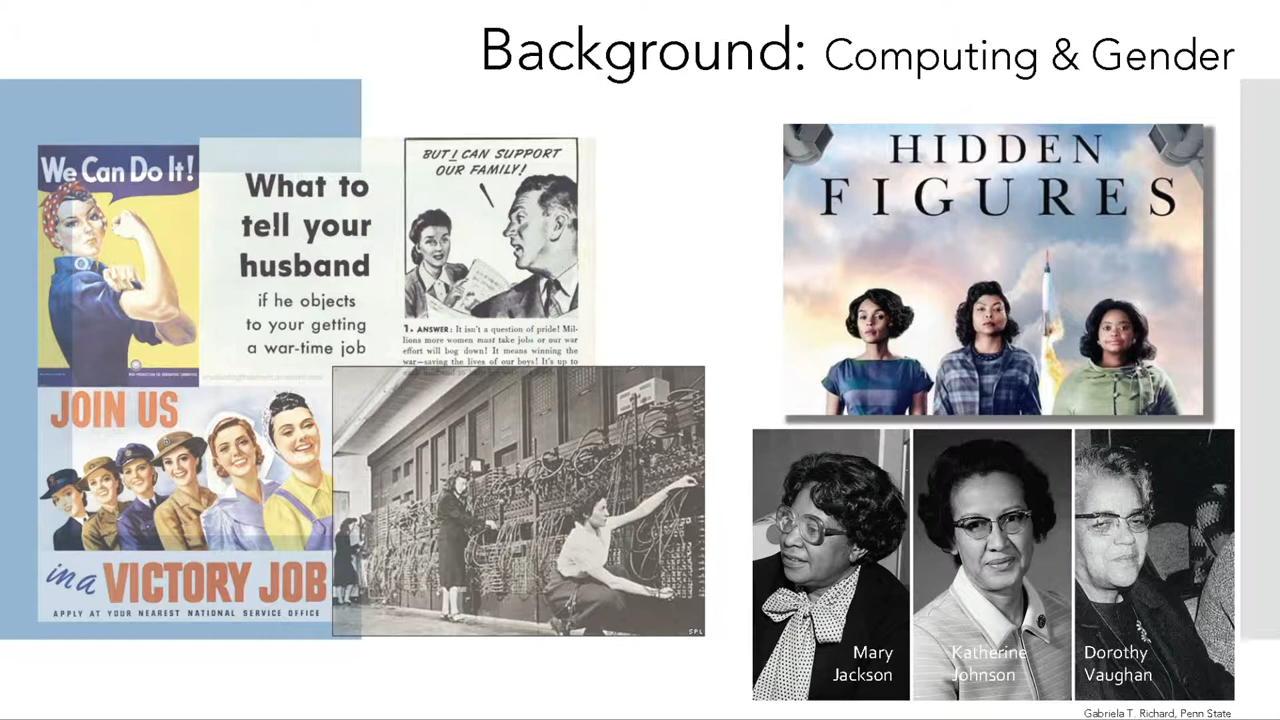 Background: Computing & Gender
We Can Do It!
What to
tell your
husband
if he objects
to your getting
a war-time job
BUT I CAN SUPPORT
OUR FAMILY!
1. ANSWER: It isn't a question of pride! Mil-
lions more women must take jobs or our war
effort will bog down! It means winning the
war—saving the lives of our boys! It's up to
JOIN US
in a VICTORY JOB
APPLY AT YOUR NEAREST NATIONAL SERVICE OFFICE
SPL
HIDDEN
FIGURES
Mary
Jackson
Katherine
Johnson
Dorothy
Vaughan
Gabriela T. Richard, Penn State